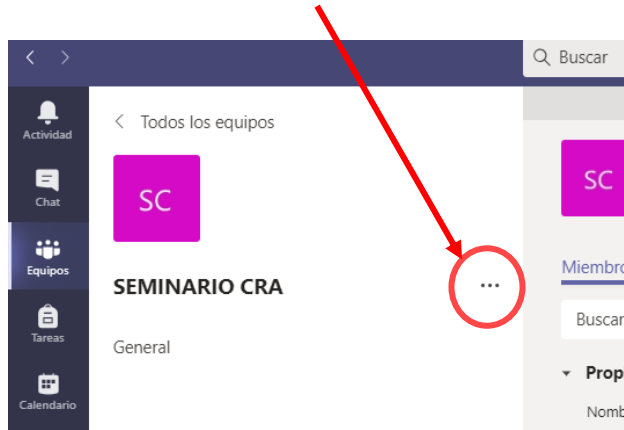 Buscar
Actividad
Chat
Equipos
Tareas
Calendario
Todos los equipos
SC
SEMINARIO CRA
...
General
SC
Miembro
Buscar
Prop
Nomb